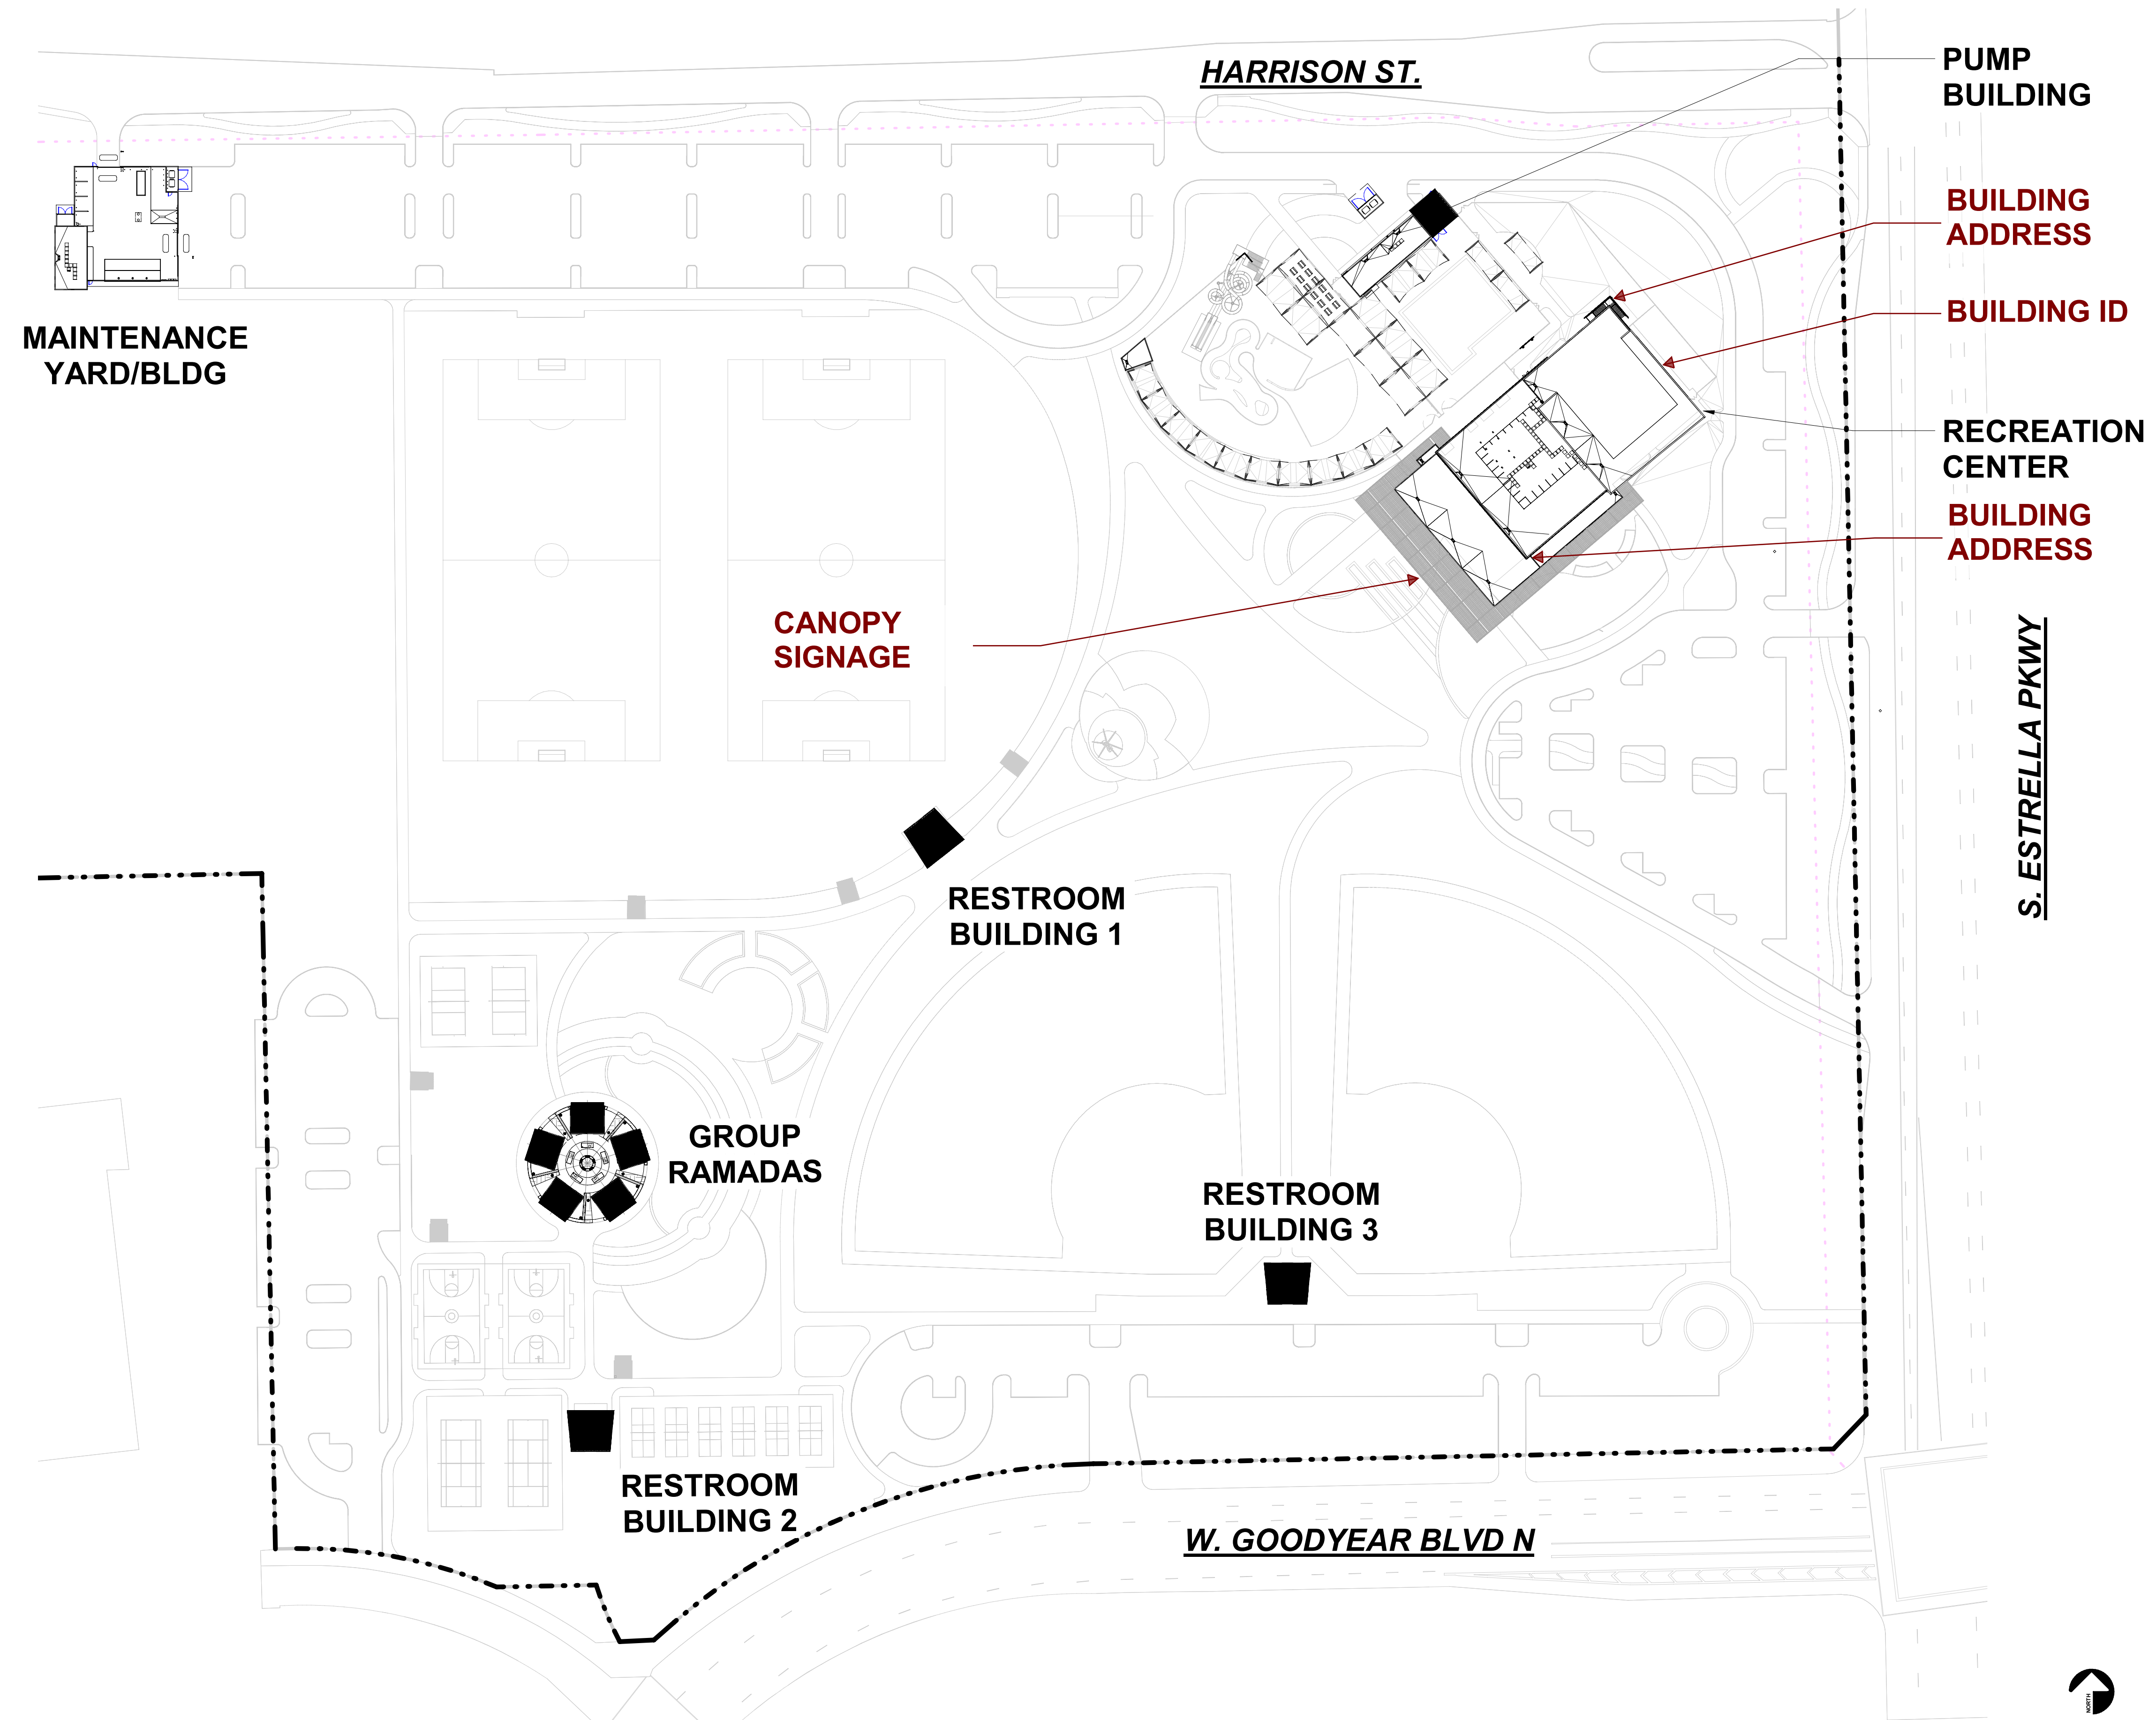 HARRISON ST.
PUMP
BUILDING
BUILDING
ADDRESS
BUILDING ID
MAINTENANCE
YARD/BLDG
RECREATION
CENTER
BUILDING
ADDRESS
CANOPY
SIGNAGE
S. ESTRELLA PKWY
RESTROOM
BUILDING 1
GROUP
RAMADAS
RESTROOM
BUILDING 3
RESTROOM
BUILDING 2
W. GOODYEAR BLVD N
NORTH